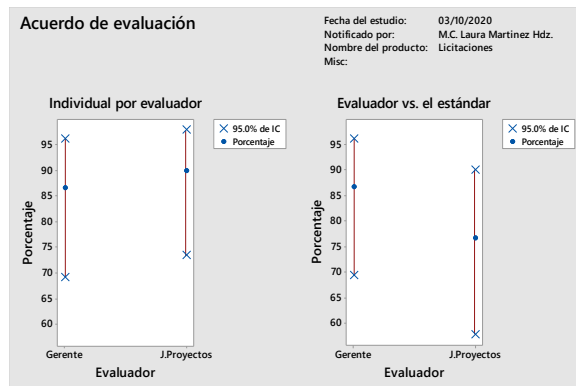 Acuerdo de evaluación
Fecha del estudio: 03/10/2020
Notificado por: M.C. Laura Martinez Hdz.
Nombre del producto: Licitaciones
Misc:
Individual por evaluador
95.0% de IC
Porcentaje
95
90
85
80
75
70
65
60
Porcentaje
Gerente J.Proyectos
Evaluador
Evaluador vs. el estándar
95.0% de IC
Porcentaje
95
90
85
80
75
70
65
60
Porcentaje
Gerente J.Proyectos
Evaluador